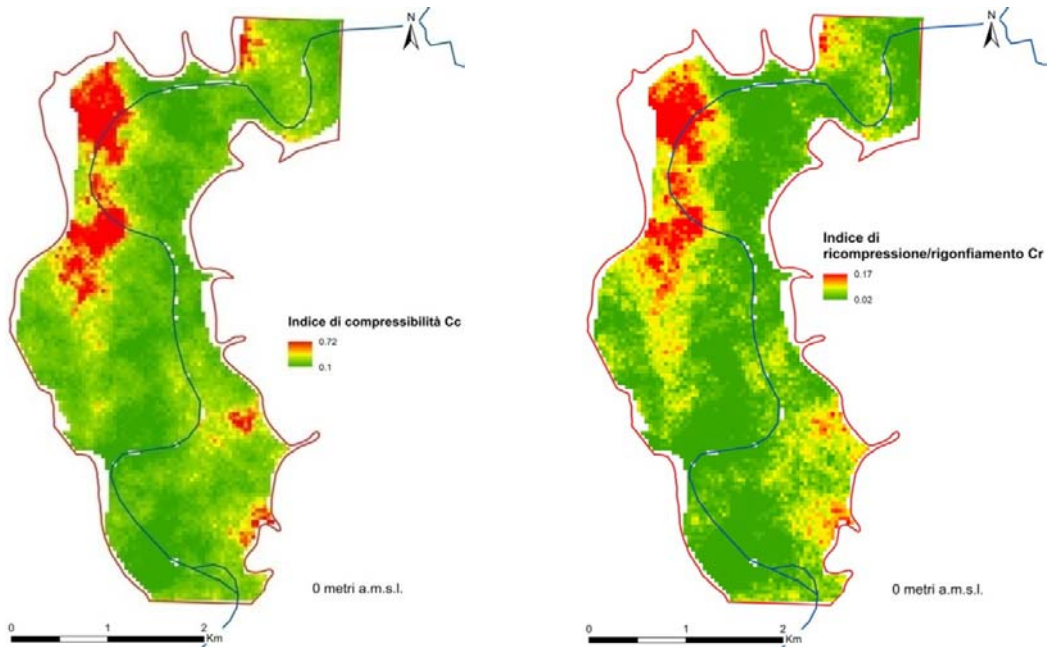 N
Indice di compressibilità Cc
0.72
0.1
0 metri a.m.s.l.
0 1 2
Km
N
Indice di
ricompressione/rigonfiamento Cr
0.17
0.02
0 metri a.m.s.l.
0 1 2
Km